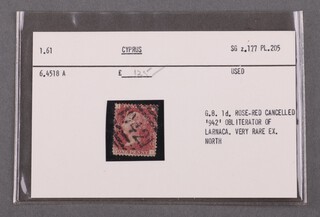 1.61 CYPRUS SG z.177 PL.205
6.4518 A £ USED
G.B. 1d. ROSE-RED CANCELLED
'942' OBLITERATOR OF
LARNACA. VERY RARE EX.
NORTH